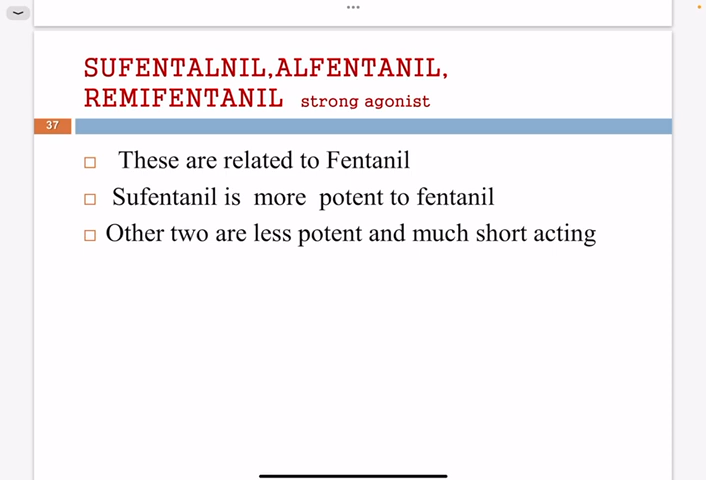 SUFENTALNIL,ALFENTANIL,
REMIFENTANIL strong agonist
37
These are related to Fentanil
Sufentanil is more potent to fentanil
Other two are less potent and much short acting